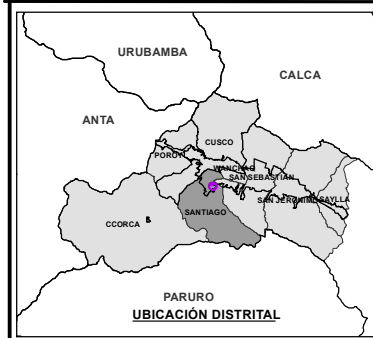 URUBAMBA
CALCA
ANTA
CUSCO
POROY
WANCHAQ
SAN SEBASTIAN
SAN JERONIMO
SAYLLA
SANTIAGO
CCORCA
PARURO
UBICACIÓN DISTRITAL